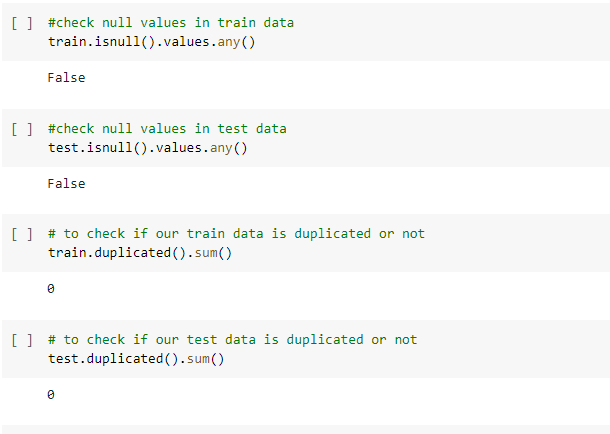 [ ] #check null values in train data
train.isnull().values.any()
False
[ ] #check null values in test data
test.isnull().values.any()
False
[ ] # to check if our train data is duplicated or not
train.duplicated().sum()
0
[ ] # to check if our test data is duplicated or not
test.duplicated().sum()
0